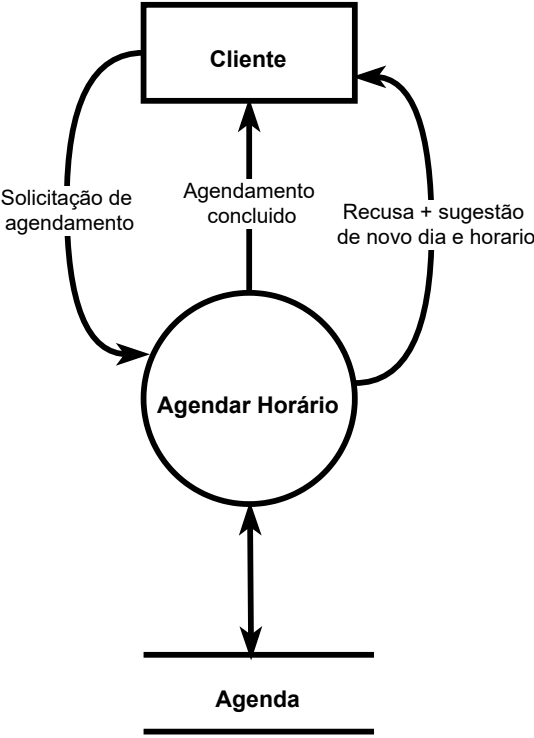 Cliente
Solicitação de
agendamento
Agendamento
concluido
Recusa + sugestão
de novo dia e horario
Agendar Horário
Agenda